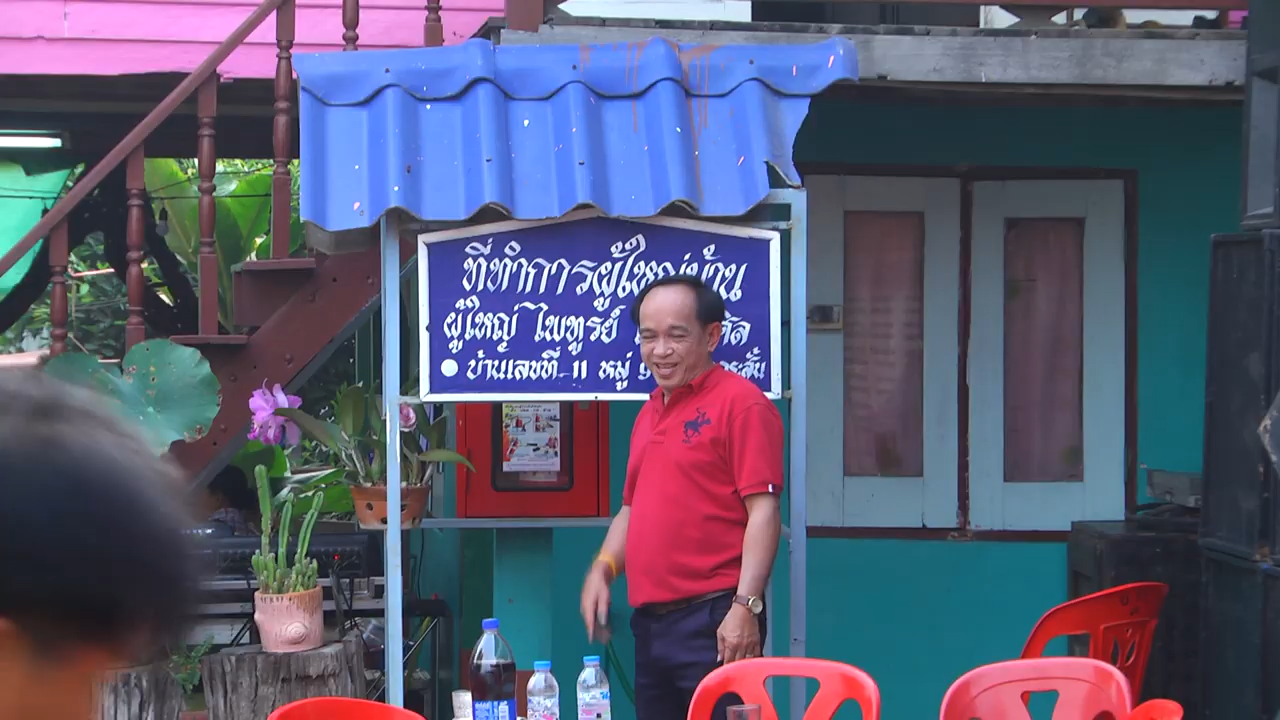 ที่ทำการผู้ใหญ่บ้าน
ผู้ใหญ่ ไพฑูรย์
บ้านเลขที่ 11 หมู่ 9